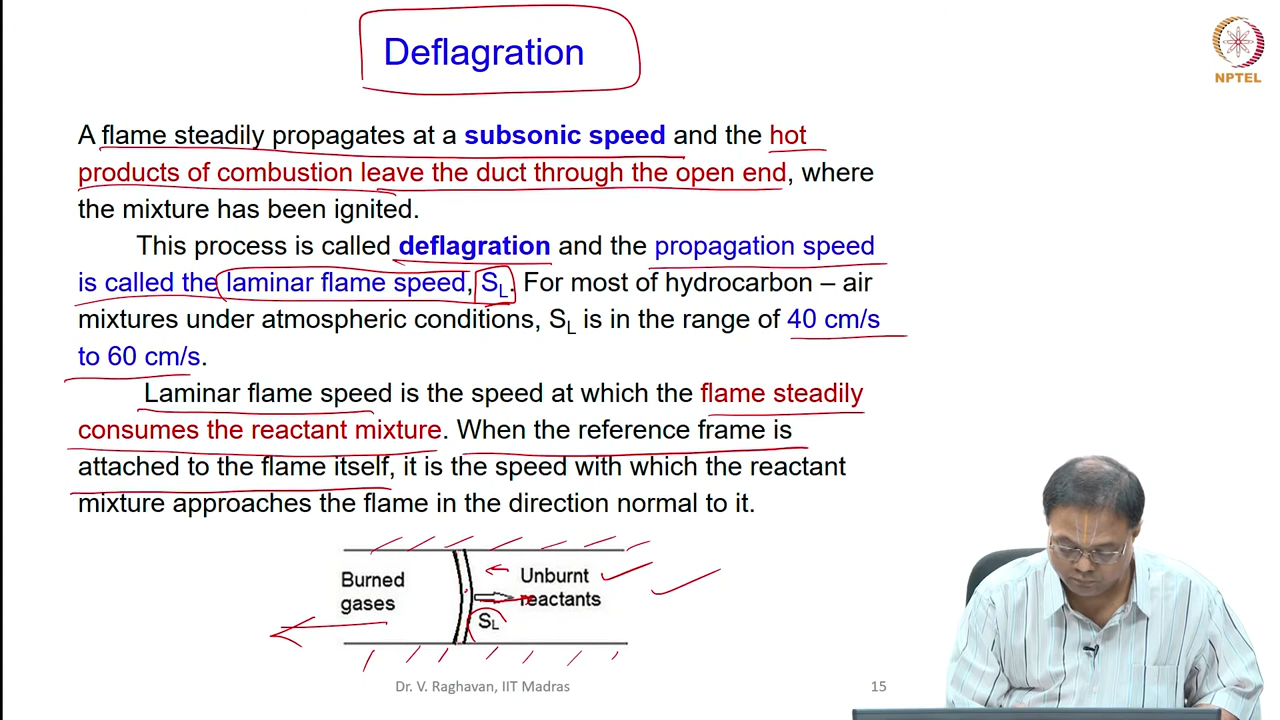 Deflagration
NPTEL
A flame steadily propagates at a subsonic speed and the hot
products of combustion leave the duct through the open end, where
the mixture has been ignited.
This process is called deflagration and the propagation speed
is called the laminar flame speed, SL. For most of hydrocarbon – air
mixtures under atmospheric conditions, SL is in the range of 40 cm/s
to 60 cm/s.
Laminar flame speed is the speed at which the flame steadily
consumes the reactant mixture. When the reference frame is
attached to the flame itself, it is the speed with which the reactant
mixture approaches the flame in the direction normal to it.
Burned
gases
Unburnt
reactants
SL
Dr. V. Raghavan, IIT Madras
15